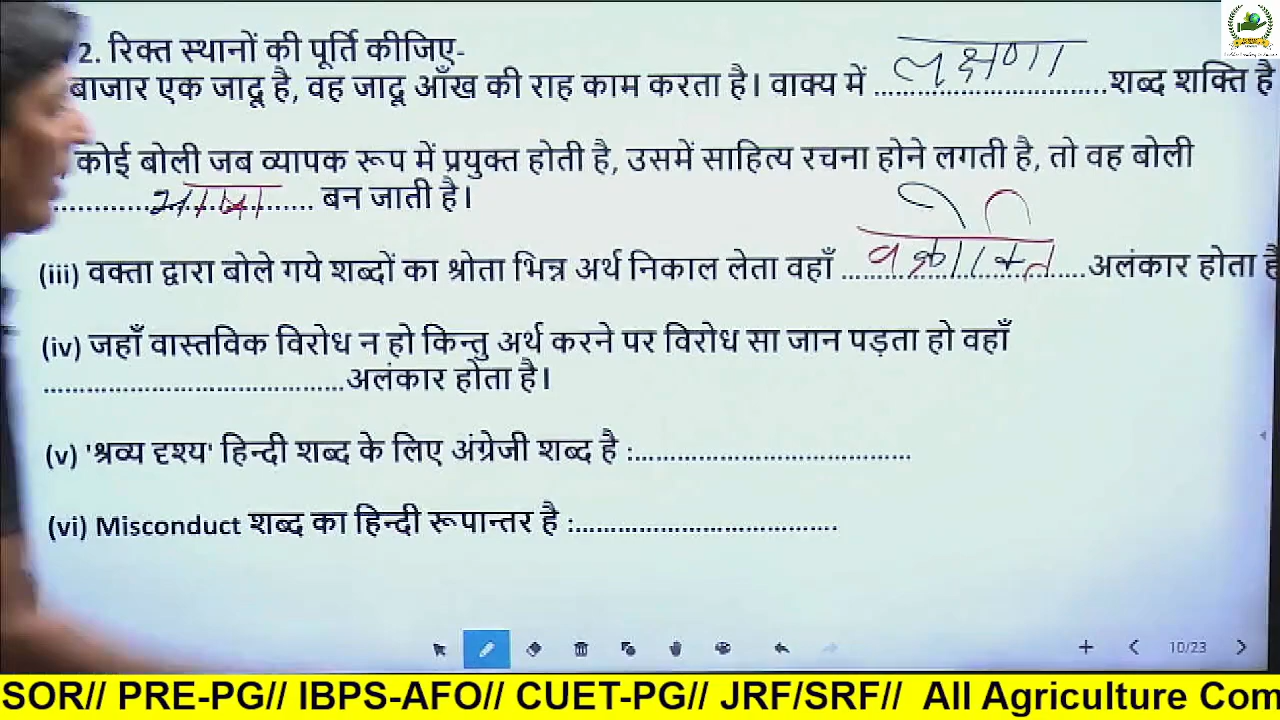 2. रिक्त स्थानों की पूर्ति कीजिए-
बाजार एक जादू है, वह जादू आँख की राह काम करता है। वाक्य में लक्षणा शब्द शक्ति है
कोई बोली जब व्यापक रूप में प्रयुक्त होती है, उसमें साहित्य रचना होने लगती है, तो वह बोली
भाषा बन जाती है।
(iii) वक्ता द्वारा बोले गये शब्दों का श्रोता भिन्न अर्थ निकाल लेता वहाँ वक्रोक्ति अलंकार होता है
(iv) जहाँ वास्तविक विरोध न हो किन्तु अर्थ करने पर विरोध सा जान पड़ता हो वहाँ
.......................................अलंकार होता है।
(v) 'श्रव्य दृश्य' हिन्दी शब्द के लिए अंग्रेजी शब्द है :.......................................
(vi) Misconduct शब्द का हिन्दी रूपान्तर है :.....................................
10/23
SOR// PRE-PG// IBPS-AFO// CUET-PG// JRF/SRF// All Agriculture Com